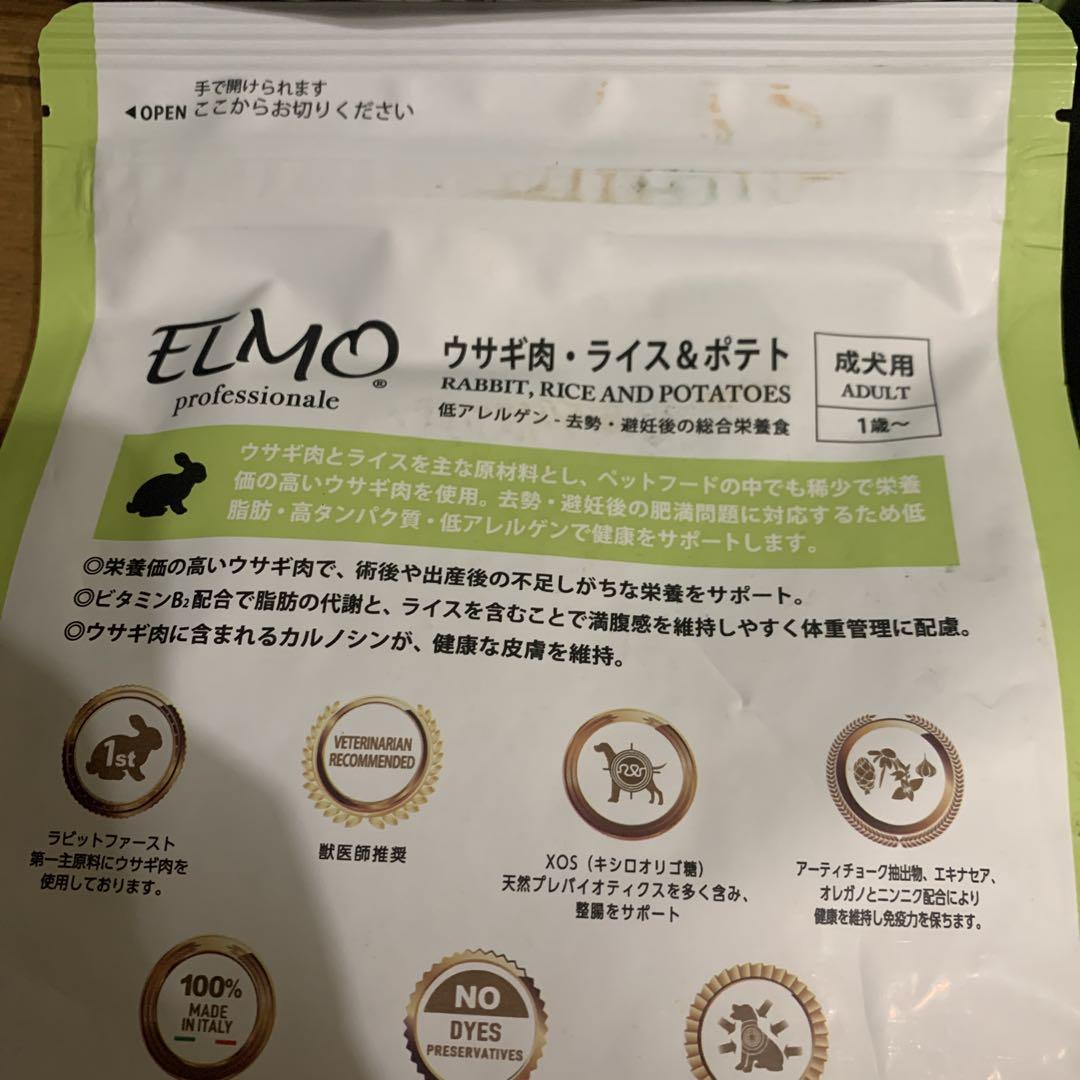 手で開けられます
◀OPEN ここからお切りください
ELMO®
professionale
ウサギ肉・ライス&ポテト
RABBIT, RICE AND POTATOES
低アレルゲン - 去勢・避妊後の総合栄養食
成犬用
ADULT
1歳〜
ウサギ肉とライスを主な原材料とし、ペットフードの中でも稀少で栄養
価の高いウサギ肉を使用。去勢・避妊後の肥満問題に対応するため低
脂肪・高タンパク質・低アレルゲンで健康をサポートします。
◎栄養価の高いウサギ肉で、術後や出産後の不足しがちな栄養をサポート。
◎ビタミンB₂配合で脂肪の代謝と、ライスを含むことで満腹感を維持しやすく体重管理に配慮。
◎ウサギ肉に含まれるカルノシンが、健康な皮膚を維持。
1st
ラビットファースト
第一主原料にウサギ肉を
使用しております。
VETERINARIAN
RECOMMENDED
獣医師推奨
XOS（キシロオリゴ糖）
天然プレバイオティクスを多く含み、
整腸をサポート
アーティチョーク抽出物、エキナセア、
オレガノとニンニク配合により
健康を維持し免疫力を保ちます。
100%
MADE
IN ITALY
NO
DYES
PRESERVATIVES